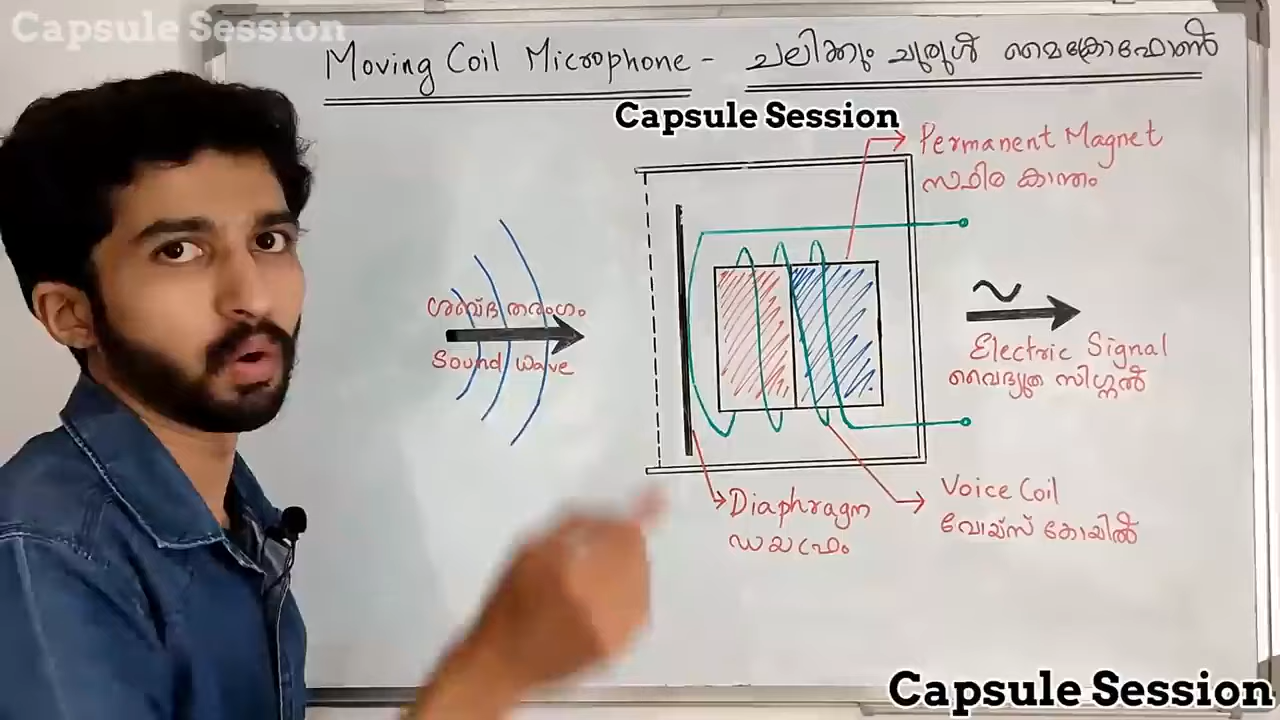 Capsule Session
Moving Coil Microphone - ചലിക്കും ചുരുൾ മൈക്രോഫോൺ
Capsule Session
Permanent Magnet
സ്ഥിര കാന്തം
ശബ്ദ തരംഗം
Sound Wave
Electric Signal
വൈദ്യുത സിഗ്നൽ
Diaphragm
ഡയഫ്രം
Voice Coil
വോയ്സ് കോയിൽ
Capsule Session